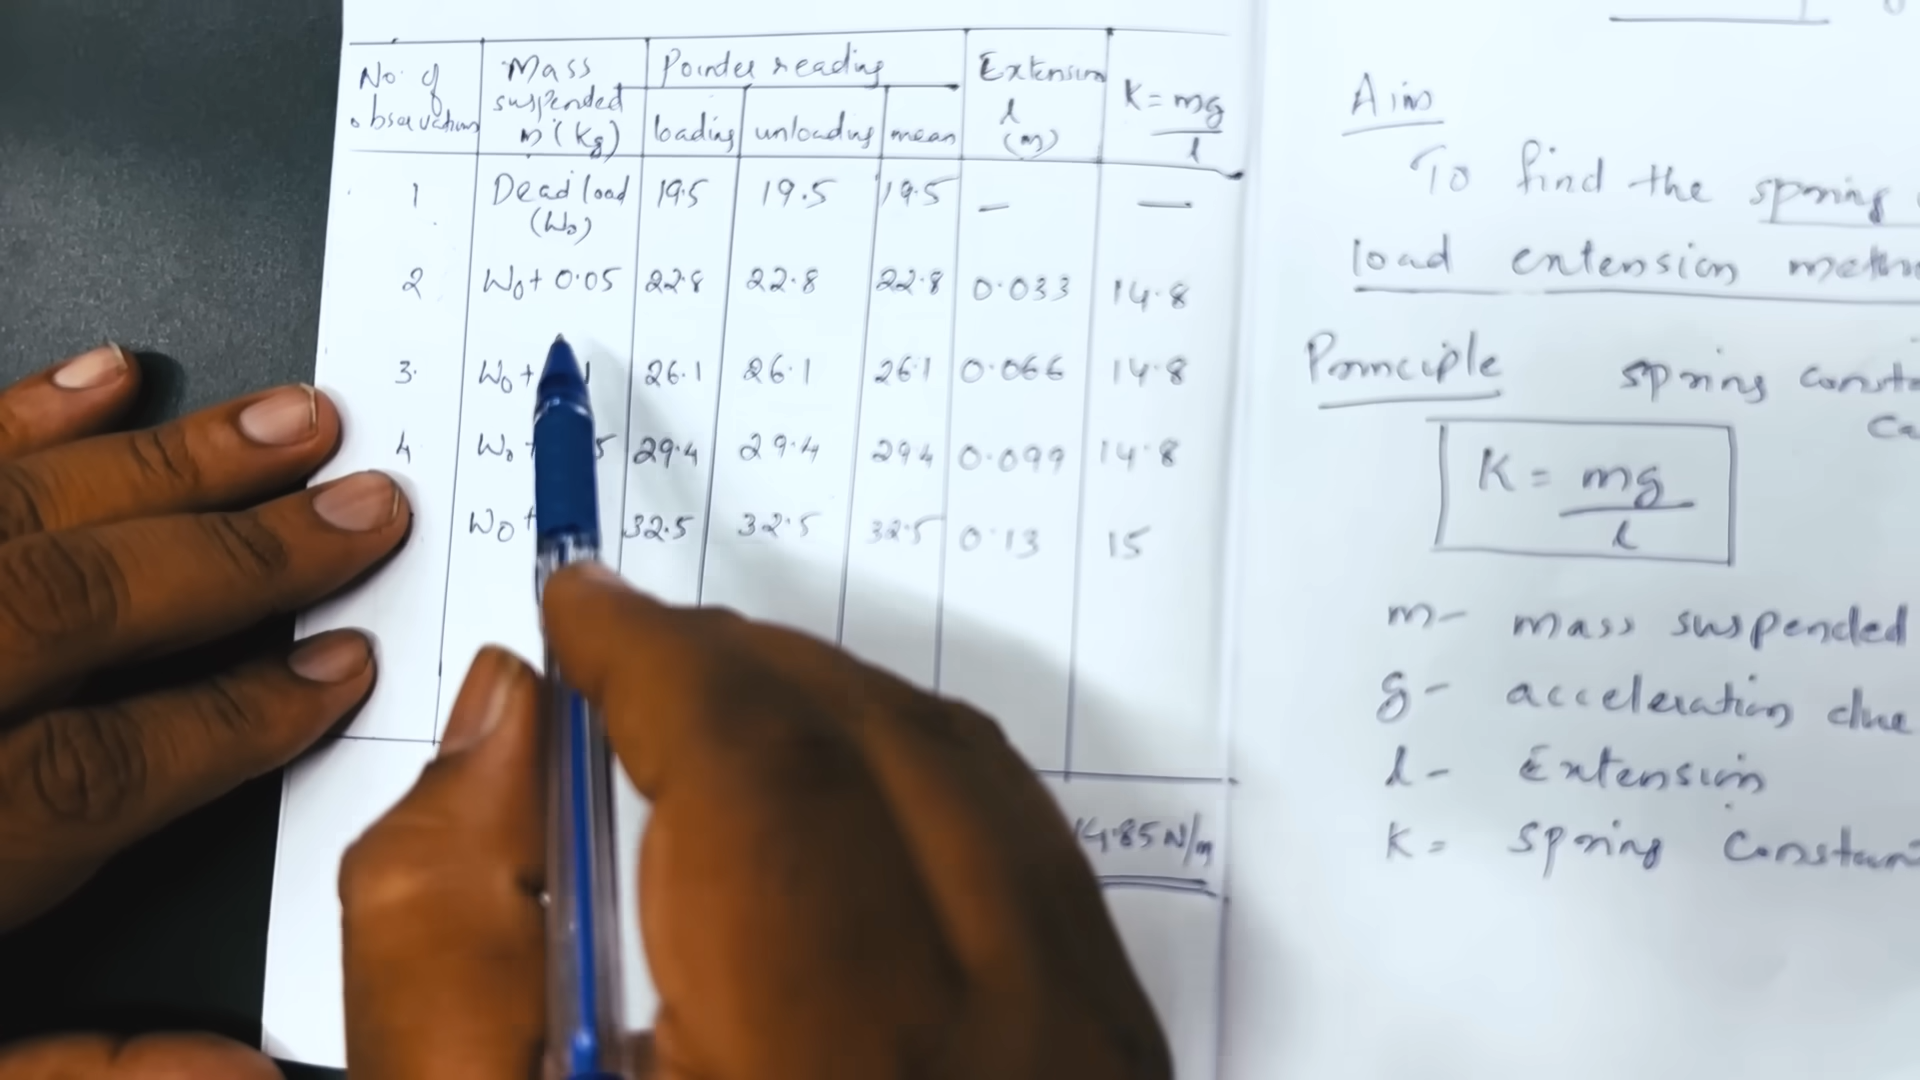 No. of observations
Mass suspended m (kg)
Pointer reading
loading unloading mean
Extension l (m)
K = mg / l
1 Dead load (W₀) 19.5 19.5 19.5 — —
2 W₀ + 0.05 22.8 22.8 22.8 0.033 14.8
3. W₀ + 26.1 26.1 26.1 0.066 14.8
4 W₀ + 29.4 29.4 29.4 0.099 14.8
W₀ + 32.5 32.5 32.5 0.13 15
14.85 N/m
Aim
To find the spring
load extension
Principle spring
K = mg / l
m - mass suspended
g - acceleration due
l - Extension
K = spring